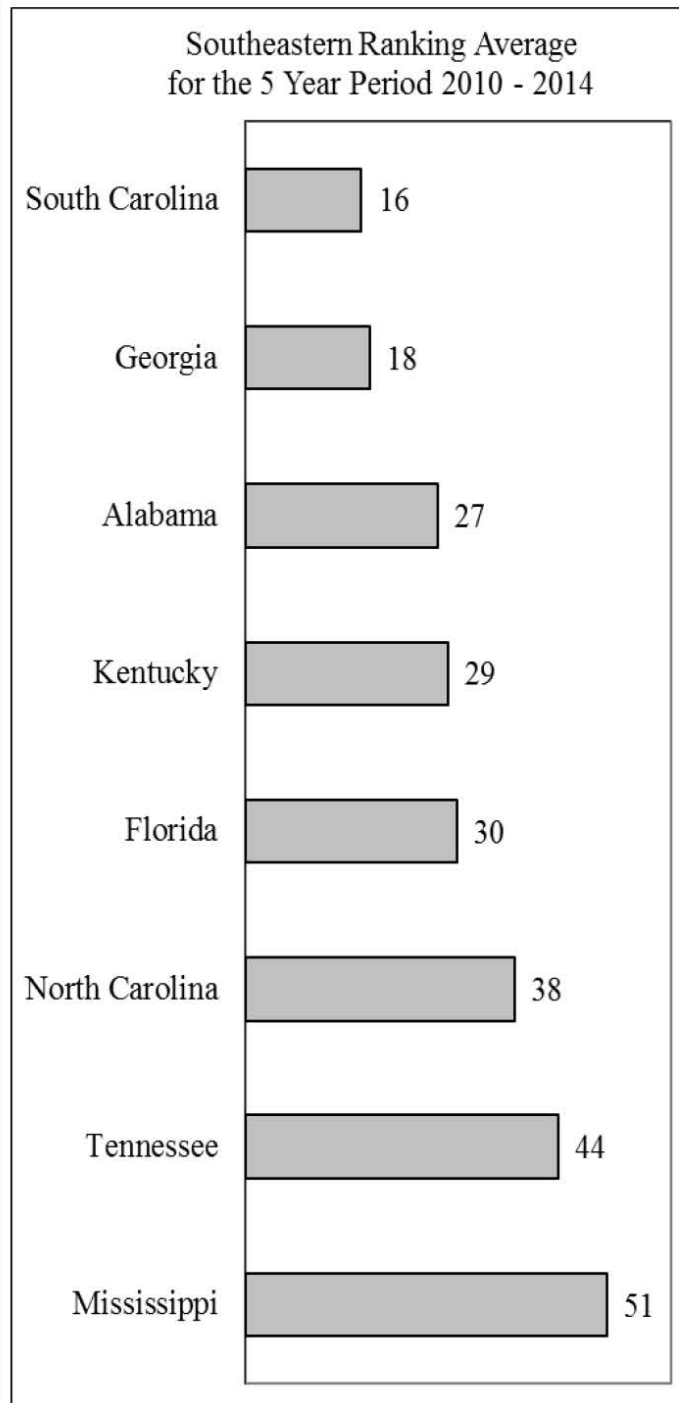 Southeastern Ranking Average
for the 5 Year Period 2010 - 2014
South Carolina 16
Georgia 18
Alabama 27
Kentucky 29
Florida 30
North Carolina 38
Tennessee 44
Mississippi 51